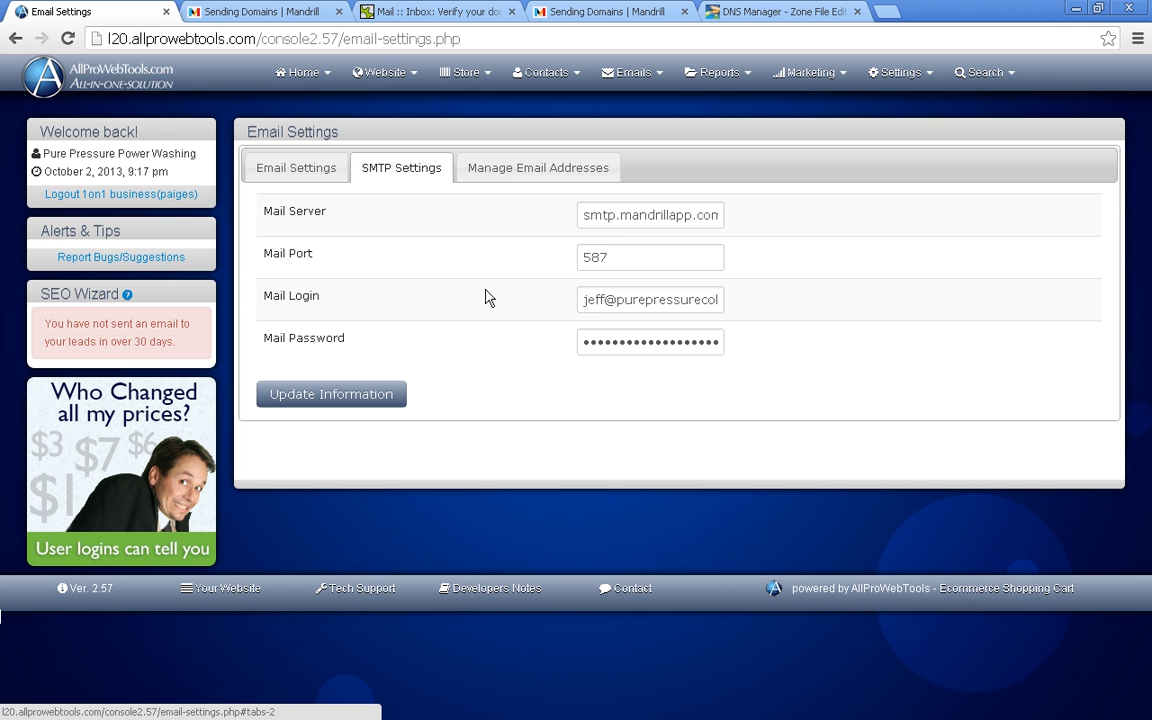 Email Settings
Sending Domains | Mandrill
Mail :: Inbox: Verify your do
Sending Domains | Mandrill
DNS Manager - Zone File Edit
l20.allprowebtools.com/console2.57/email-settings.php
AllProWebTools.com
ALL-IN-ONE-SOLUTION
Home
Website
Store
Contacts
Emails
Reports
Marketing
Settings
Search
Welcome back!
Pure Pressure Power Washing
October 2, 2013, 9:17 pm
Logout 1on1 business(paiges)
Alerts & Tips
Report Bugs/Suggestions
SEO Wizard ?
You have not sent an email to
your leads in over 30 days.
Who Changed
all my prices?
$3 $7 $6
$1
User logins can tell you
Email Settings
Email Settings
SMTP Settings
Manage Email Addresses
Mail Server
smtp.mandrillapp.com
Mail Port
587
Mail Login
jeff@purepressurecol
Mail Password
•••••••••••••••••••
Update Information
Ver. 2.57
Your Website
Tech Support
Developers Notes
Contact
powered by AllProWebTools - Ecommerce Shopping Cart
l20.allprowebtools.com/console2.57/email-settings.php#tabs-2